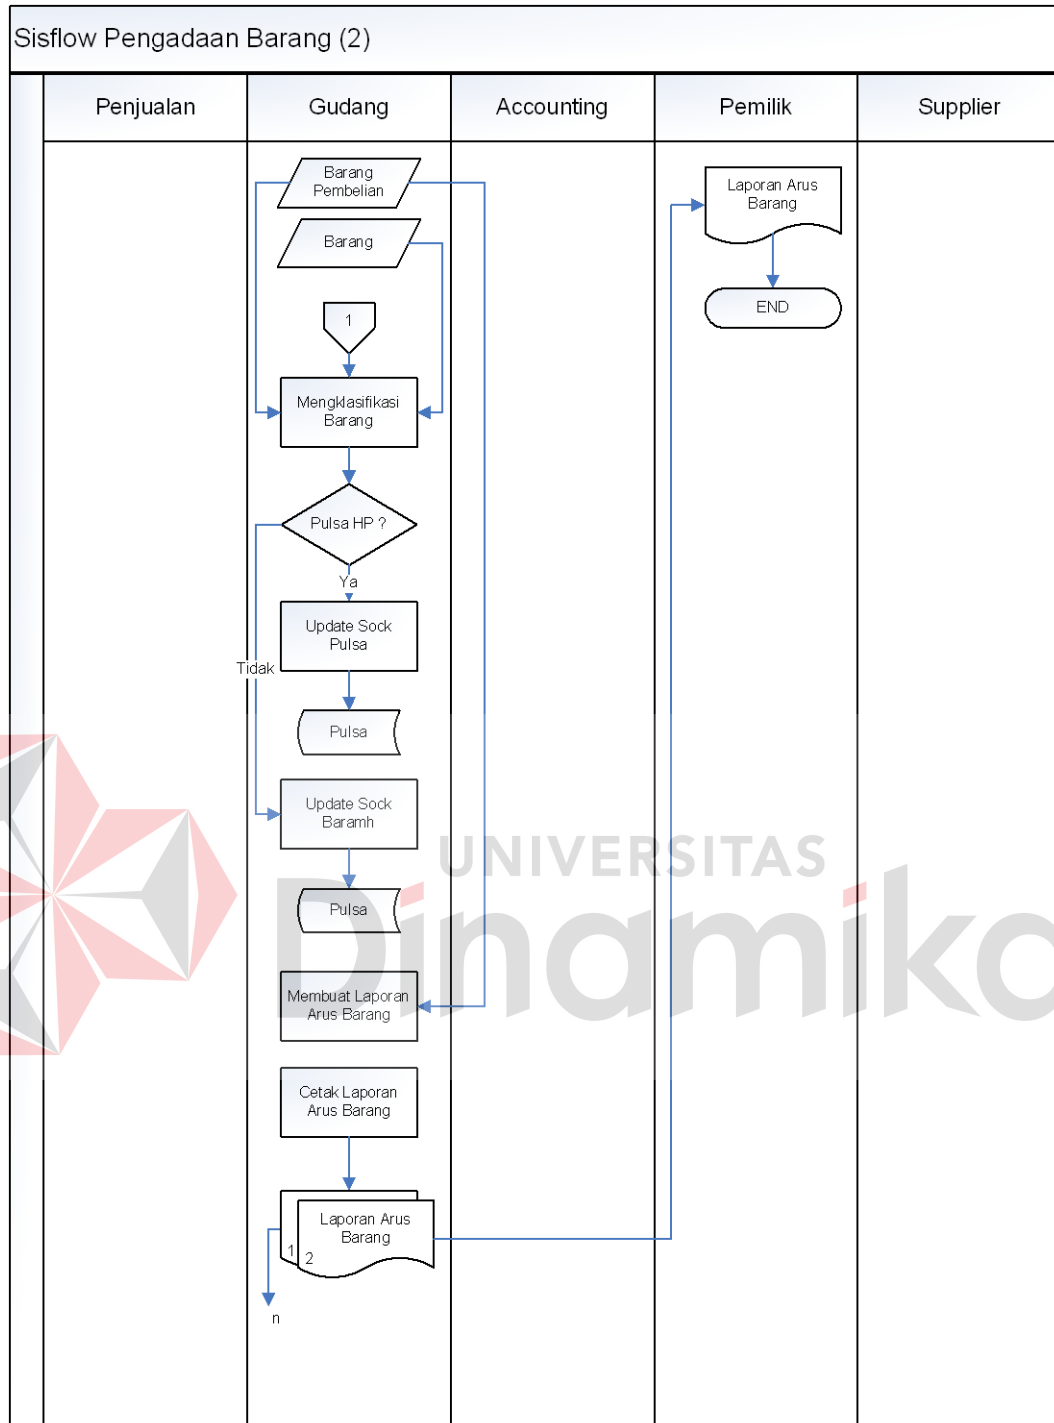 Sisflow Pengadaan Barang (2)
Penjualan
Gudang
Accounting
Pemilik
Supplier
Barang
Pembelian
Barang
1
Mengklasifikasi
Barang
Pulsa HP ?
Ya
Update Sock
Pulsa
Tidak
Pulsa
Update Sock
Baramh
Pulsa
Membuat Laporan
Arus Barang
Cetak Laporan
Arus Barang
Laporan Arus
Barang
1
2
n
Laporan Arus
Barang
END
UNIVERSITAS
Dinamika